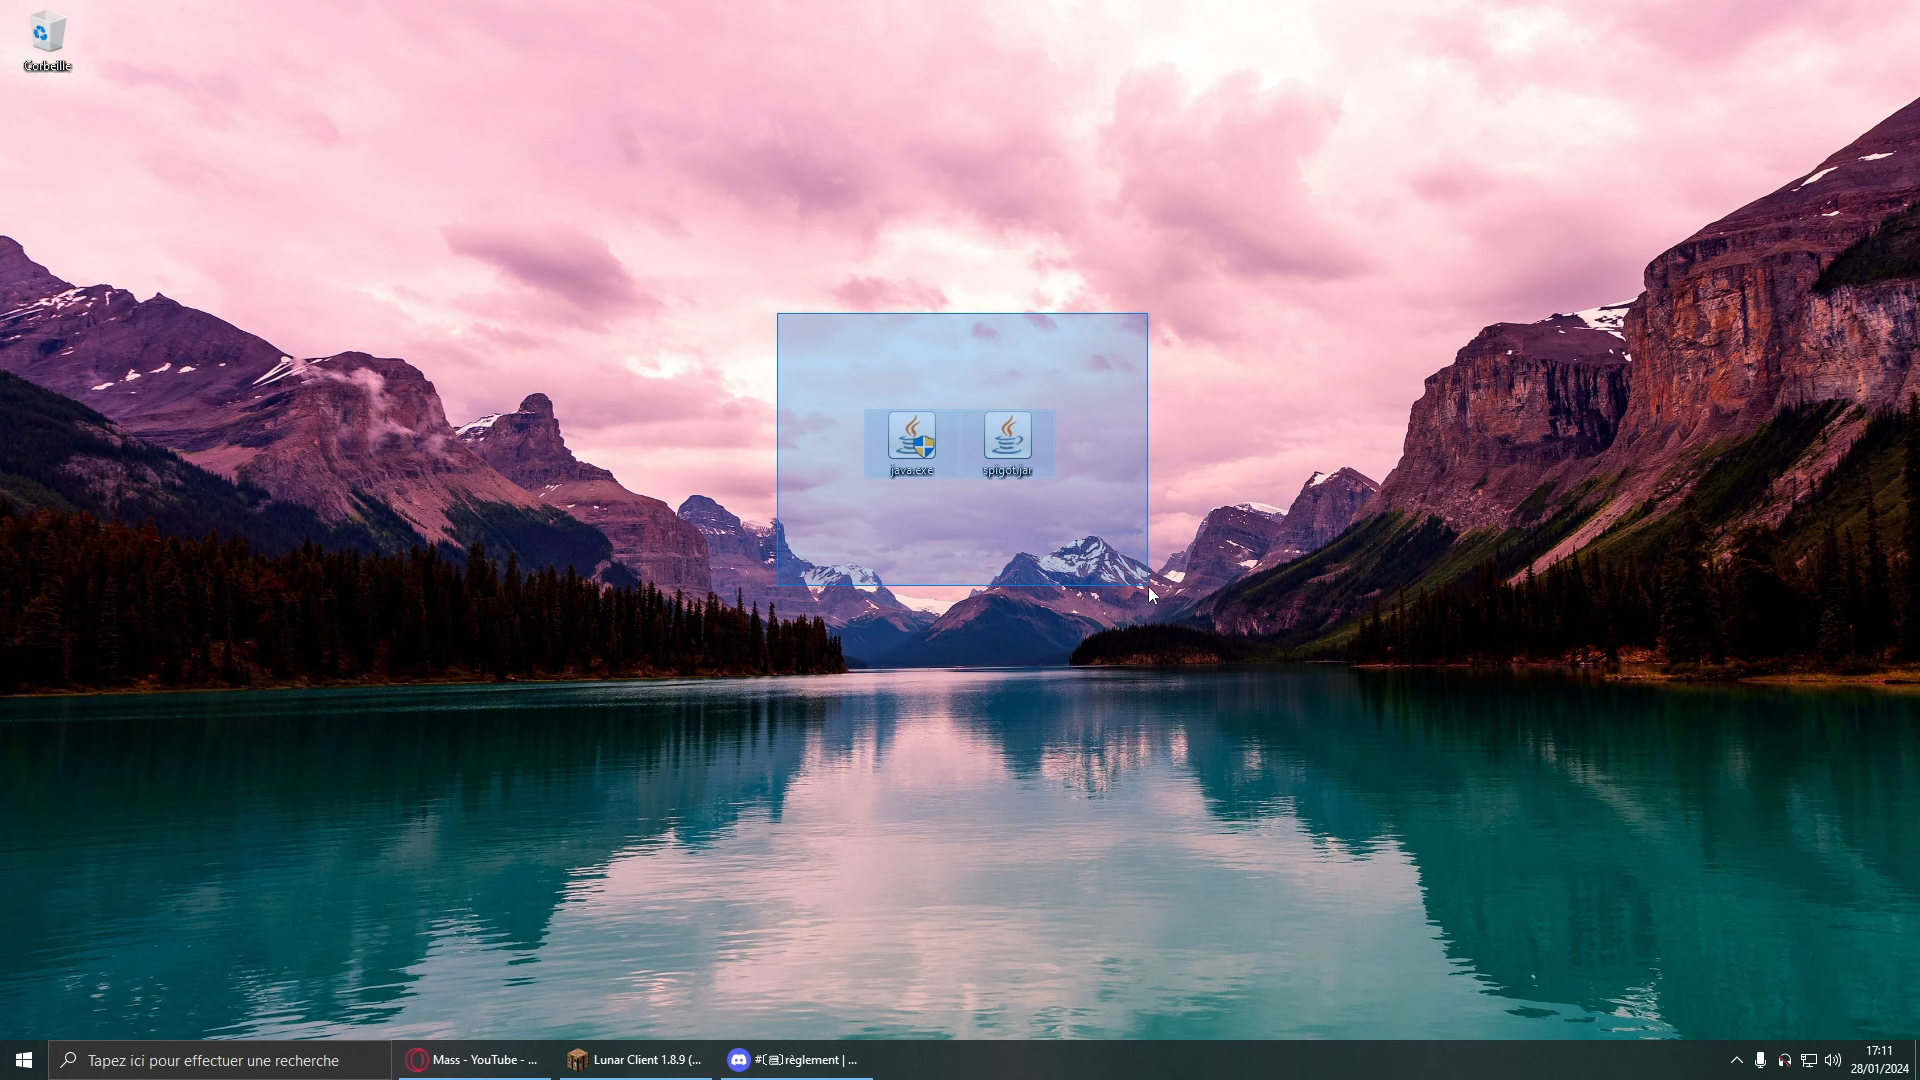 Corbeille
java.exe
spigot.jar
Tapez ici pour effectuer une recherche
Mass - YouTube - ...
Lunar Client 1.8.9 (...
règlement | ...
17:11
28/01/2024